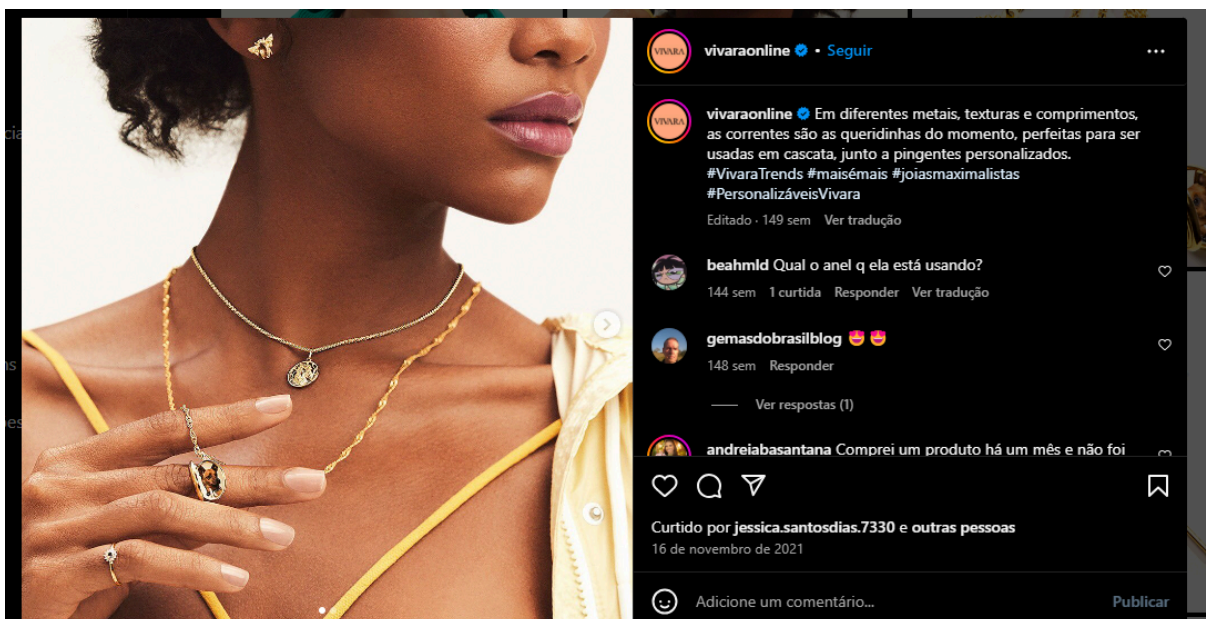 VIVARA
vivaraonline • Seguir
VIVARA
vivaraonline Em diferentes metais, texturas e comprimentos,
as correntes são as queridinhas do momento, perfeitas para ser
usadas em cascata, junto a pingentes personalizados.
#VivaraTrends #maisémais #joiasmaximalistas
#PersonalizáveisVivara
Editado · 149 sem Ver tradução
beahmld Qual o anel q ela está usando?
144 sem 1 curtida Responder Ver tradução
gemasdobrasilblog 😍 😍
148 sem Responder
Ver respostas (1)
andreiabasantana Comprei um produto há um mês e não foi
Curtido por jessica.santosdias.7330 e outras pessoas
16 de novembro de 2021
Adicione um comentário...
Publicar